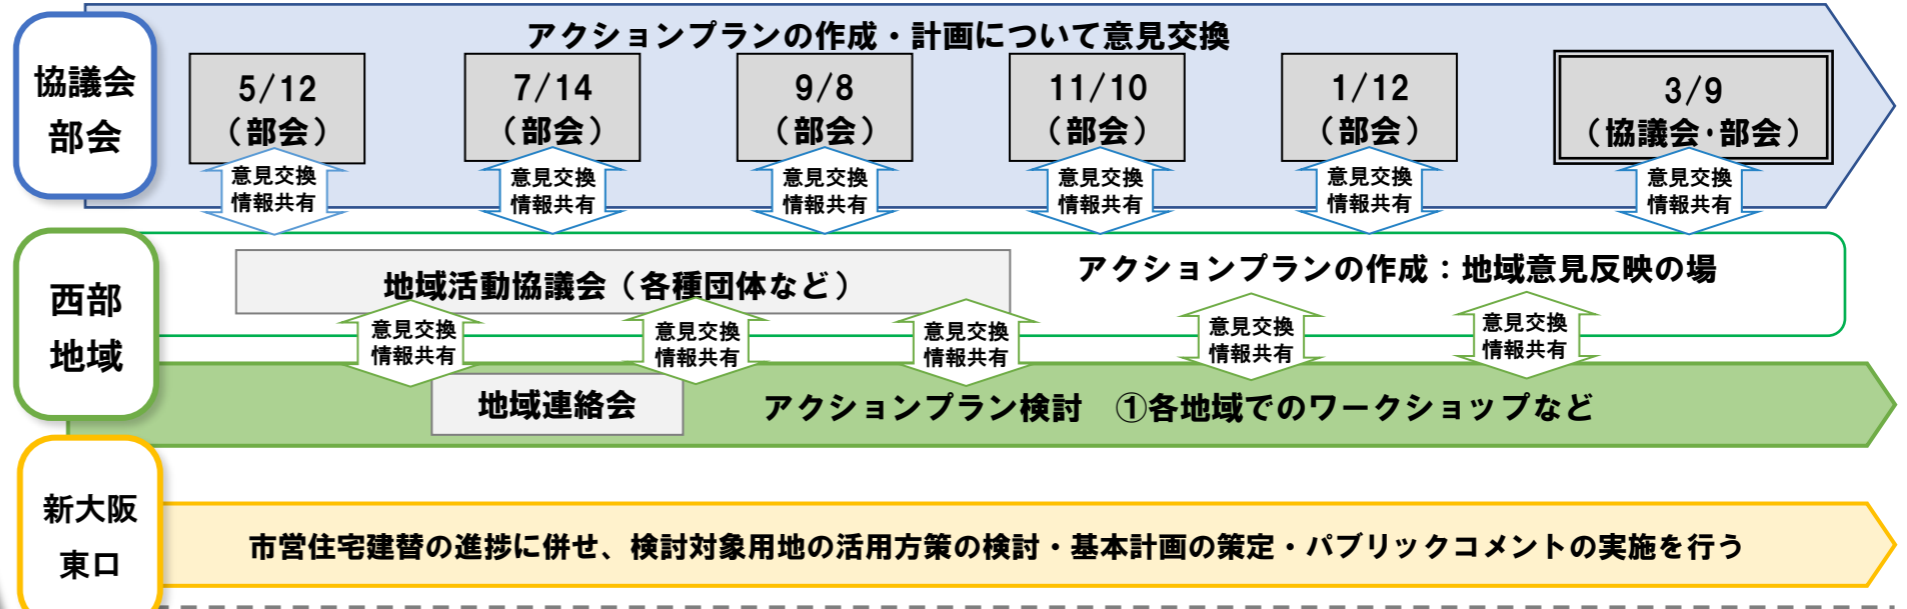 アクションプランの作成・計画について意見交換
協議会
部会
5/12
（部会）
7/14
（部会）
9/8
（部会）
11/10
（部会）
1/12
（部会）
3/9
（協議会・部会）
意見交換
情報共有
意見交換
情報共有
意見交換
情報共有
意見交換
情報共有
意見交換
情報共有
意見交換
情報共有
西部
地域
地域活動協議会（各種団体など）
アクションプランの作成：地域意見反映の場
意見交換
情報共有
意見交換
情報共有
意見交換
情報共有
意見交換
情報共有
意見交換
情報共有
地域連絡会
アクションプラン検討　①各地域でのワークショップなど
新大阪
東口
市営住宅建替の進捗に併せ、検討対象用地の活用方策の検討・基本計画の策定・パブリックコメントの実施を行う